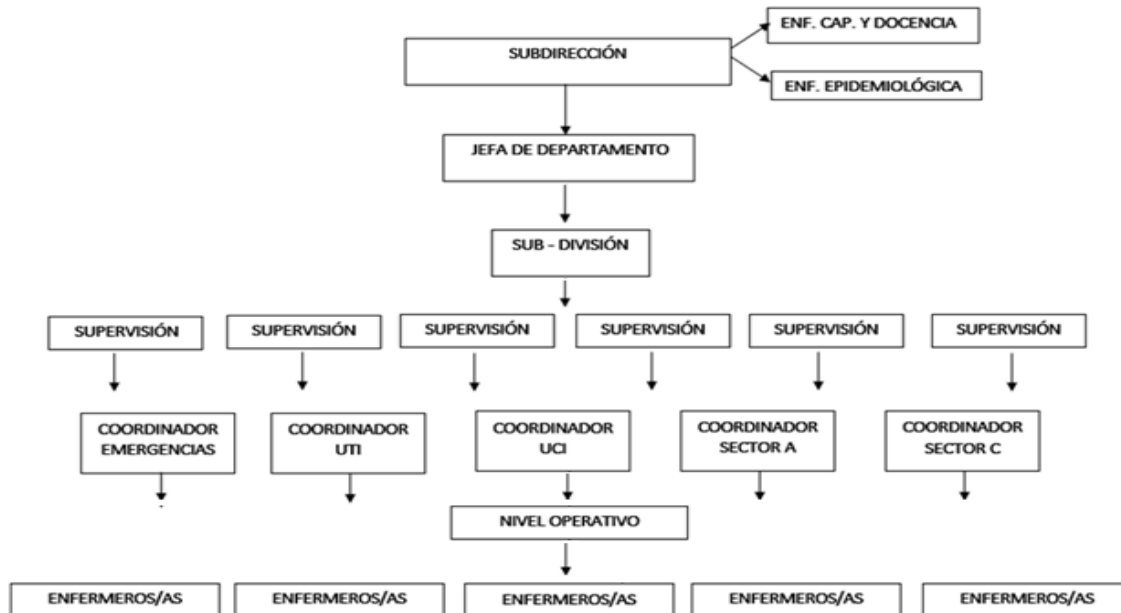 ENF. CAP. Y DOCENCIA
SUBDIRECCIÓN
ENF. EPIDEMIOLÓGICA
JEFA DE DEPARTAMENTO
SUB - DIVISIÓN
SUPERVISIÓN
SUPERVISIÓN
SUPERVISIÓN
SUPERVISIÓN
SUPERVISIÓN
SUPERVISIÓN
COORDINADOR
EMERGENCIAS
COORDINADOR
UTI
COORDINADOR
UCI
COORDINADOR
SECTOR A
COORDINADOR
SECTOR C
NIVEL OPERATIVO
ENFERMEROS/AS
ENFERMEROS/AS
ENFERMEROS/AS
ENFERMEROS/AS
ENFERMEROS/AS